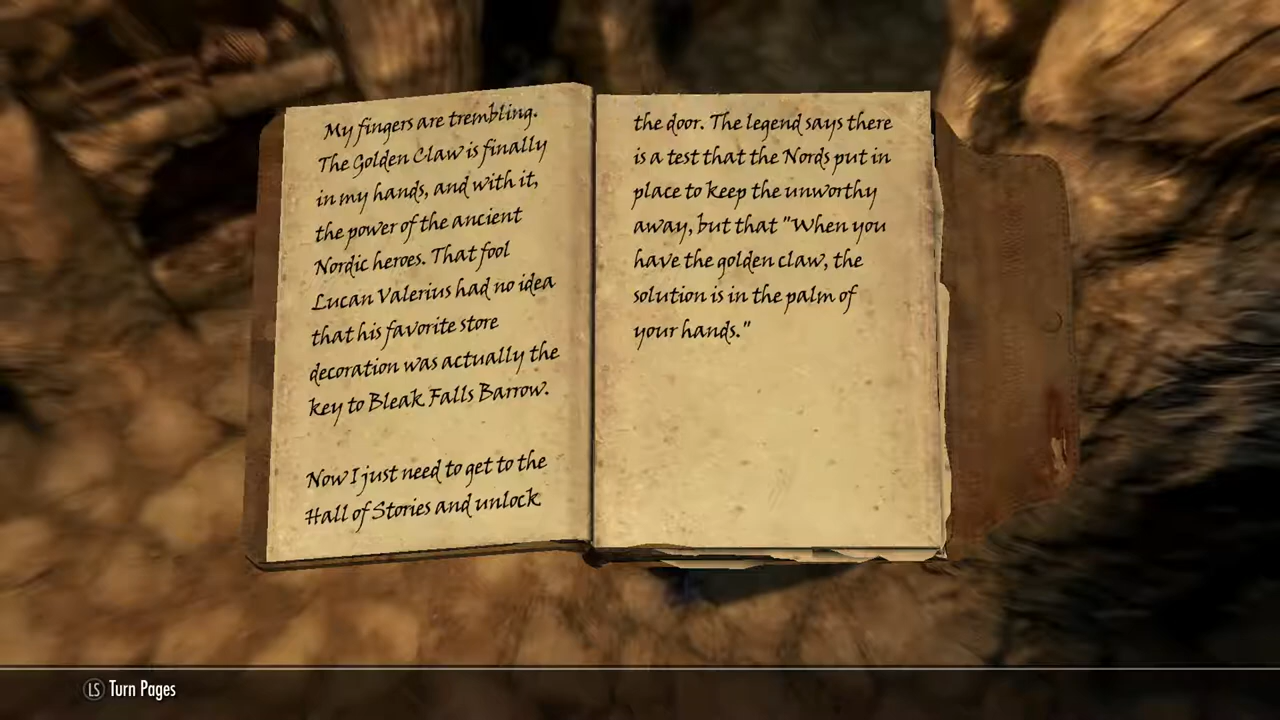 My fingers are trembling.
The Golden Claw is finally
in my hands, and with it,
the power of the ancient
Nordic heroes. That fool
Lucan Valerius had no idea
that his favorite store
decoration was actually the
key to Bleak Falls Barrow.
Now I just need to get to the
Hall of Stories and unlock
the door. The legend says there
is a test that the Nords put in
place to keep the unworthy
away, but that "When you
have the golden claw, the
solution is in the palm of
your hands."
LS Turn Pages